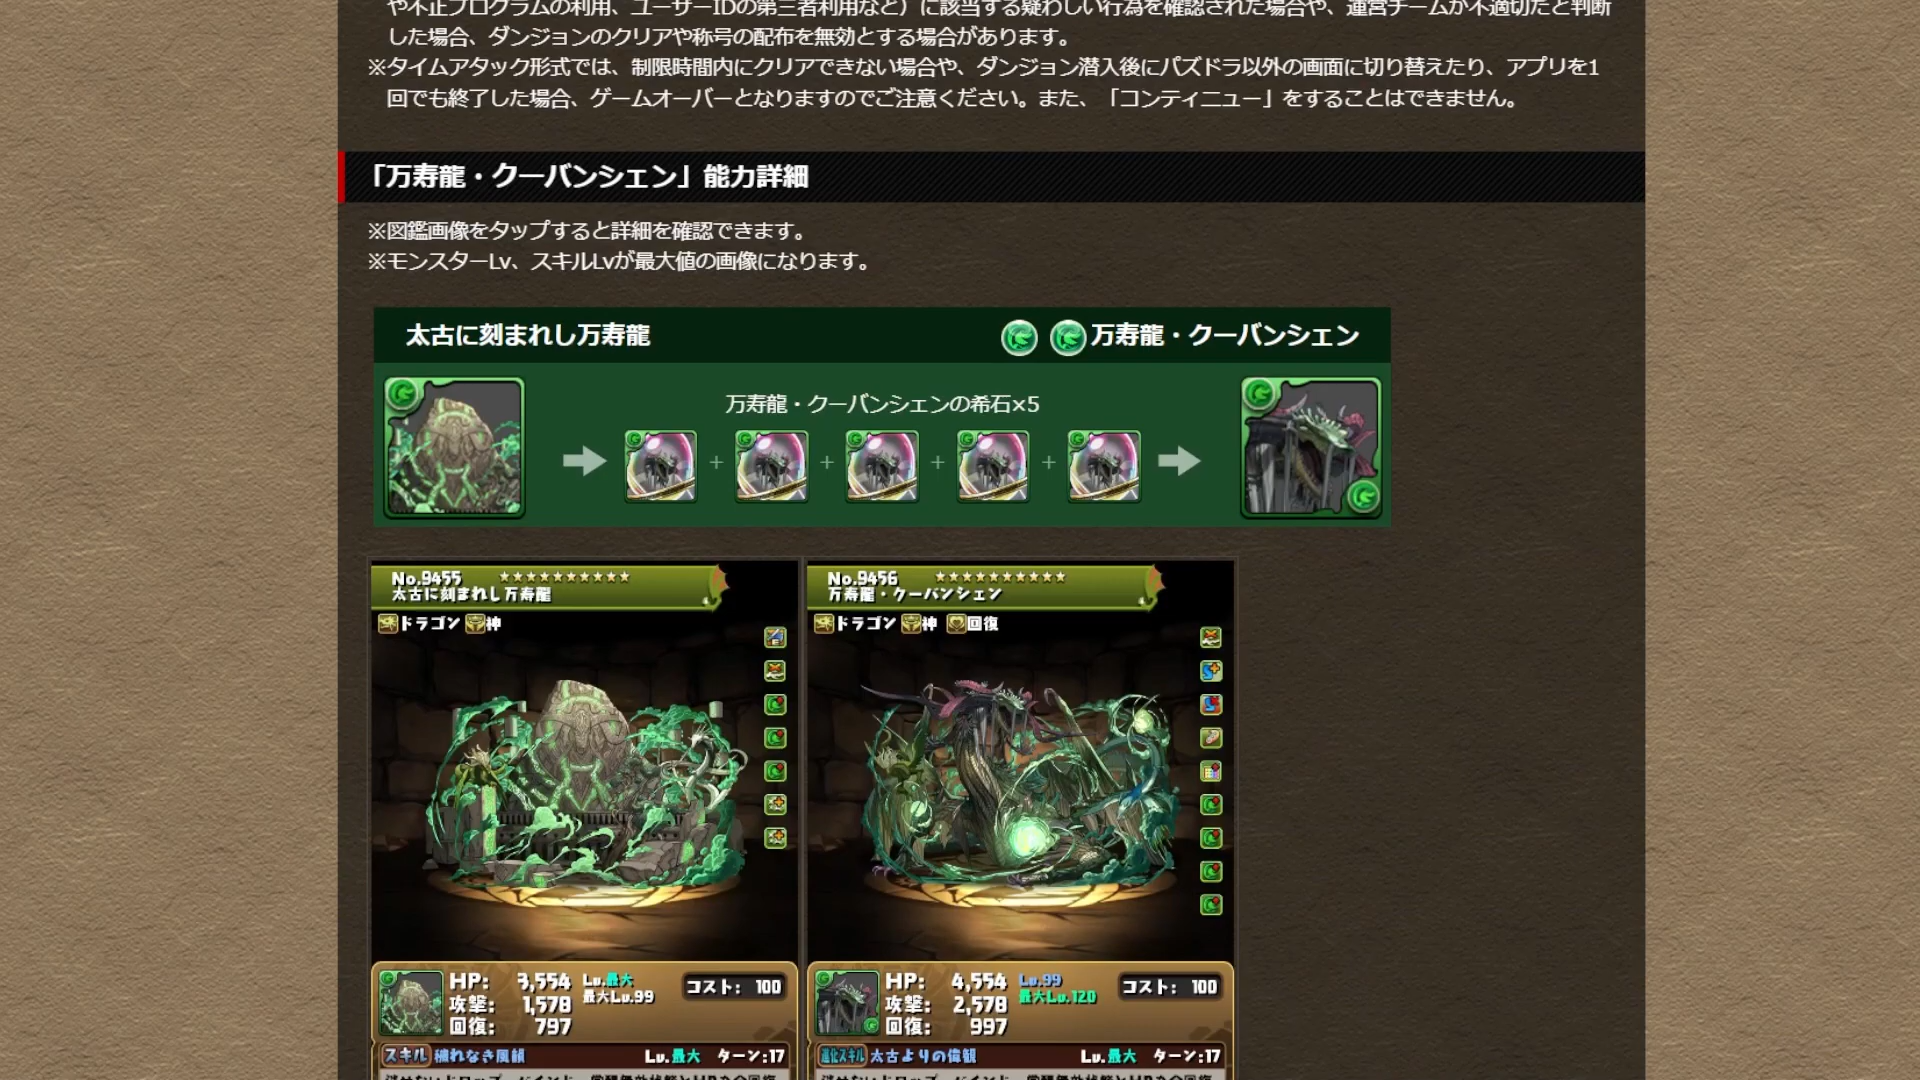 や不正プログラムの利用、ユーザーIDの第三者利用など）に該当する疑わしい行為を確認された場合や、運営チームが不適切だと判断
した場合、ダンジョンのクリアや称号の配布を無効とする場合があります。
※タイムアタック形式では、制限時間内にクリアできない場合や、ダンジョン潜入後にパズドラ以外の画面に切り替えたり、アプリを1
回でも終了した場合、ゲームオーバーとなりますのでご注意ください。また、「コンティニュー」をすることはできません。
「万寿龍・クーバンシェン」能力詳細
※図鑑画像をタップすると詳細を確認できます。
※モンスターLv、スキルLvが最大値の画像になります。
太古に刻まれし万寿龍
万寿龍・クーバンシェン
万寿龍・クーバンシェンの希石×5
+ + + +
No.9455 ★★★★★★★★★★
太古に刻まれし万寿龍
ドラゴン 神
HP: 3,554 Lv.最大 コスト: 100
攻撃: 1,578 最大Lv.99
回復: 797
スキル 穢れなき風韻 Lv.最大 ターン:17
No.9456 ★★★★★★★★★★
万寿龍・クーバンシェン
ドラゴン 神 回復
HP: 4,554 Lv.99 コスト: 100
攻撃: 2,578 最大Lv.120
回復: 997
進化スキル 太古よりの偉観 Lv.最大 ターン:17